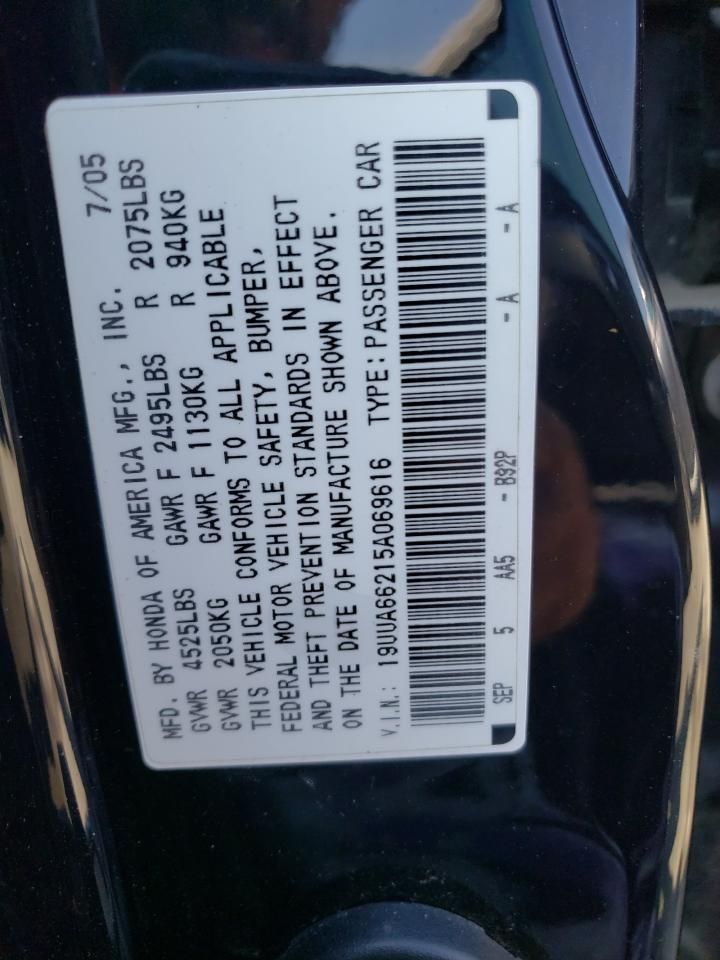 MFD. BY HONDA OF AMERICA MFG., INC. 7/05
GVWR 4525LBS GAWR F 2495LBS R 2075LBS
GVWR 2050KG GAWR F 1130KG R 940KG
THIS VEHICLE CONFORMS TO ALL APPLICABLE
FEDERAL MOTOR VEHICLE SAFETY, BUMPER,
AND THEFT PREVENTION STANDARDS IN EFFECT
ON THE DATE OF MANUFACTURE SHOWN ABOVE.
V.I.N.: 19UUA66215A069616 TYPE: PASSENGER CAR
SEP 5 AA5 - B92P - A - A